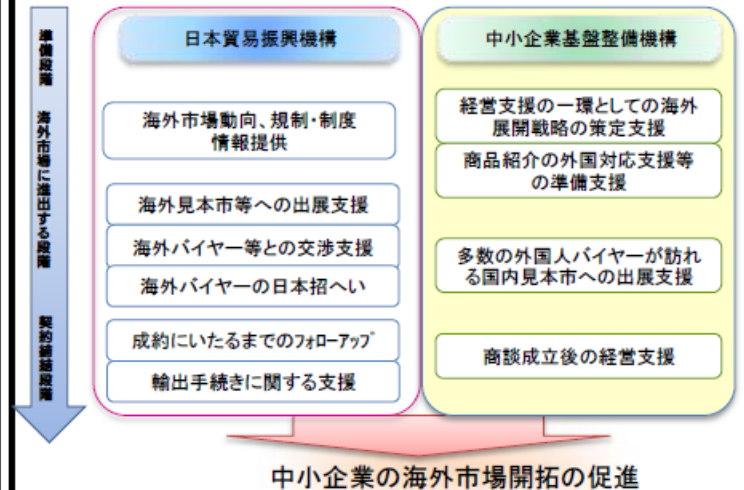 準備段階
海外市場に進出する段階
契約締結段階
日本貿易振興機構
海外市場動向、規制・制度
情報提供
海外見本市等への出展支援
海外バイヤー等との交渉支援
海外バイヤーの日本招へい
成約にいたるまでのﾌｫﾛｰｱｯﾌﾟ
輸出手続きに関する支援
中小企業基盤整備機構
経営支援の一環としての海外
展開戦略の策定支援
商品紹介の外国対応支援等
の準備支援
多数の外国人バイヤーが訪れ
る国内見本市への出展支援
商談成立後の経営支援
中小企業の海外市場開拓の促進